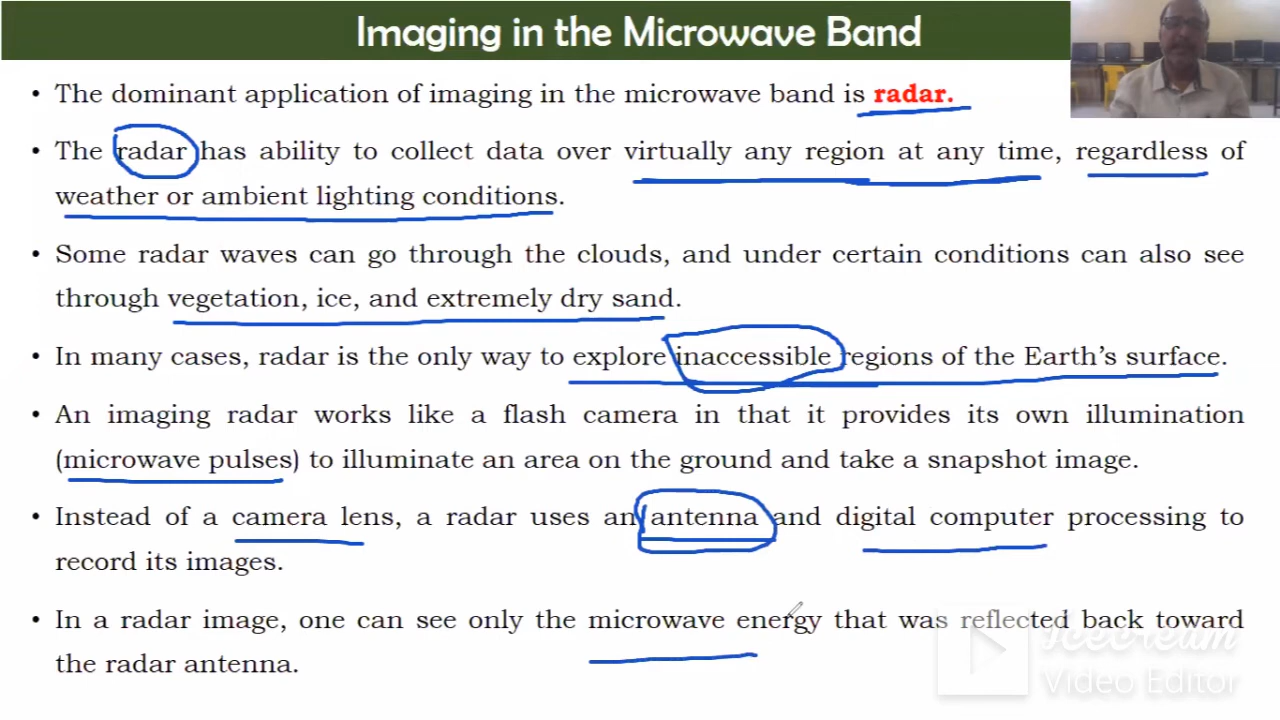 Imaging in the Microwave Band
• The dominant application of imaging in the microwave band is radar.
• The radar has ability to collect data over virtually any region at any time, regardless of
weather or ambient lighting conditions.
• Some radar waves can go through the clouds, and under certain conditions can also see
through vegetation, ice, and extremely dry sand.
• In many cases, radar is the only way to explore inaccessible regions of the Earth's surface.
• An imaging radar works like a flash camera in that it provides its own illumination
(microwave pulses) to illuminate an area on the ground and take a snapshot image.
• Instead of a camera lens, a radar uses an antenna and digital computer processing to
record its images.
• In a radar image, one can see only the microwave energy that was reflected back toward
the radar antenna.
Icecream
Video Editor